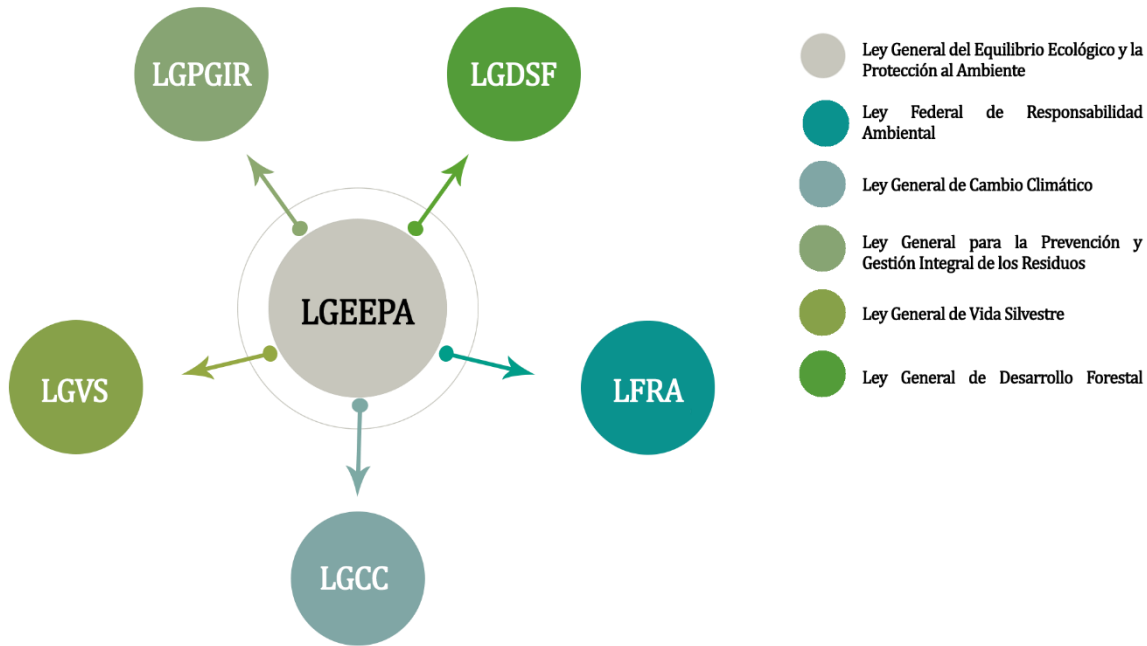 LGPGIR
LGDSF
LGEEPA
LGVS
LFRA
LGCC
Ley General del Equilibrio Ecológico y la
Protección al Ambiente
Ley Federal de Responsabilidad
Ambiental
Ley General de Cambio Climático
Ley General para la Prevención y
Gestión Integral de los Residuos
Ley General de Vida Silvestre
Ley General de Desarrollo Forestal